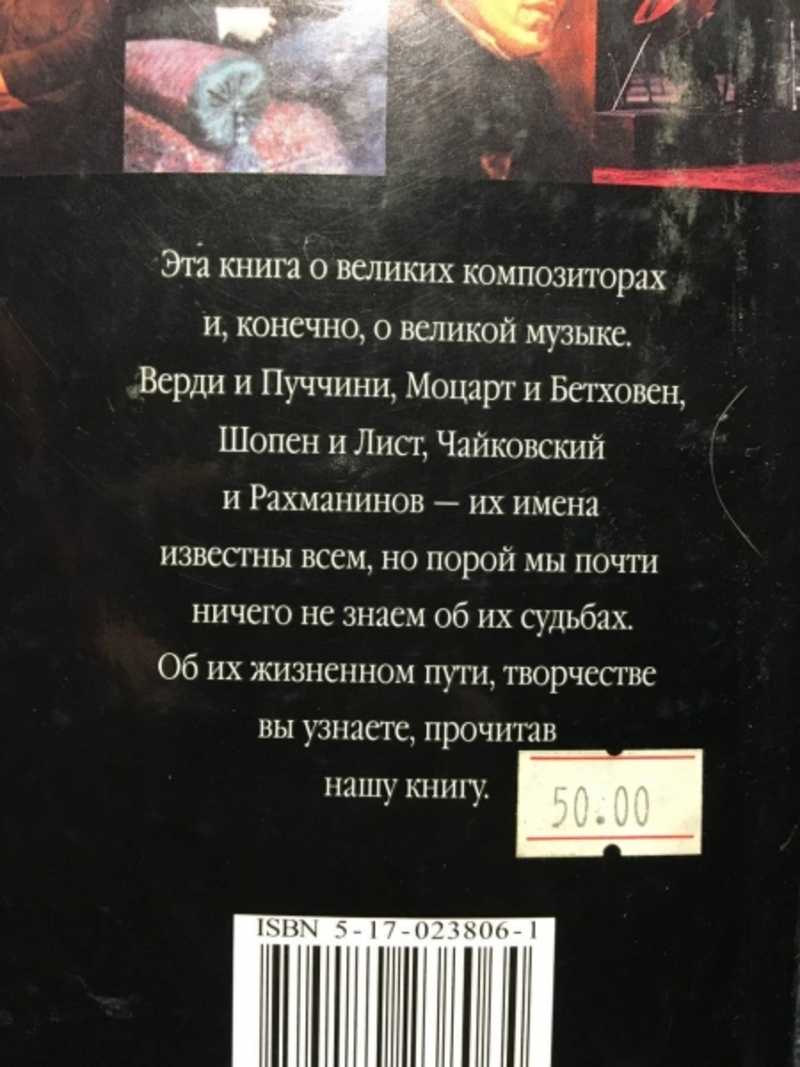 Эта книга о великих композиторах
и, конечно, о великой музыке.
Верди и Пуччини, Моцарт и Бетховен,
Шопен и Лист, Чайковский
и Рахманинов — их имена
известны всем, но порой мы почти
ничего не знаем об их судьбах.
Об их жизненном пути, творчестве
вы узнаете, прочитав
нашу книгу.
50.00
ISBN 5-17-023806-1